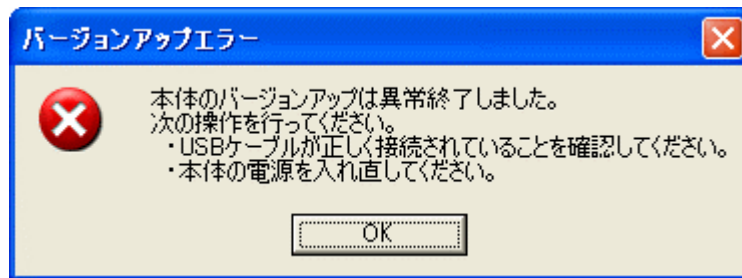 バージョンアップエラー
本体のバージョンアップは異常終了しました。
次の操作を行ってください。
・USBケーブルが正しく接続されていることを確認してください。
・本体の電源を入れ直してください。
OK